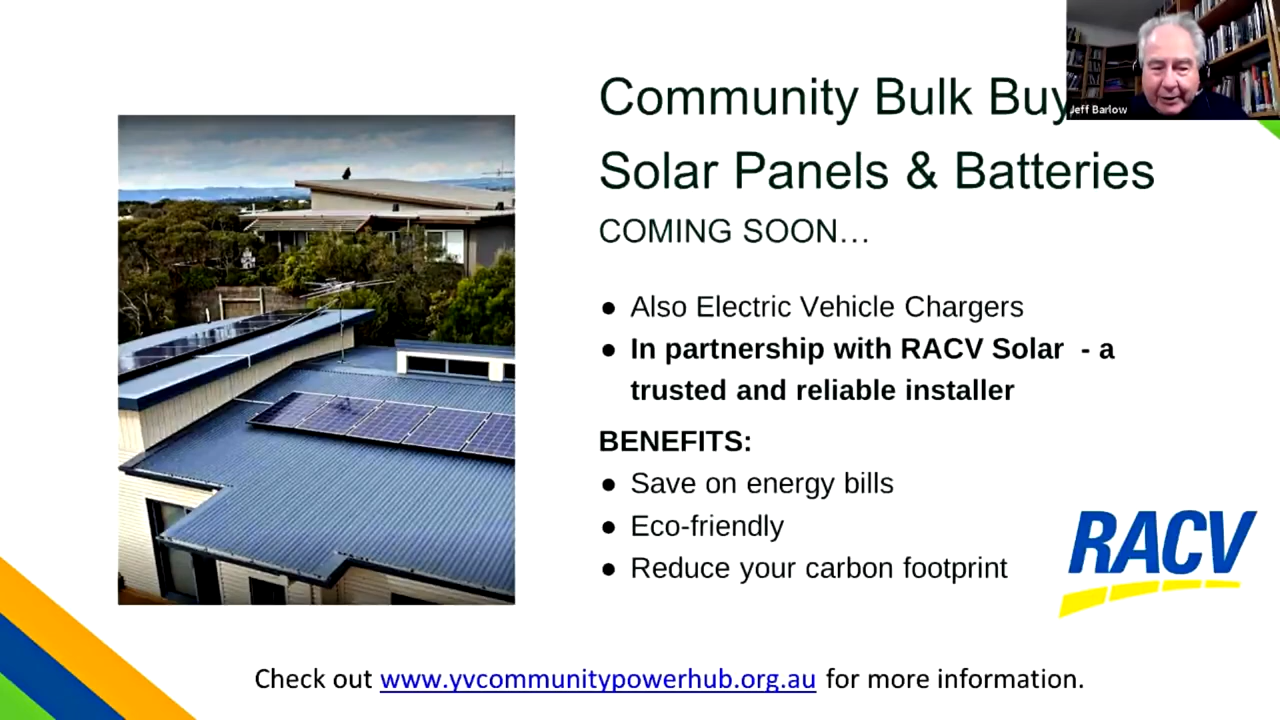 Community Bulk Buy
Jeff Barlow
Solar Panels & Batteries
COMING SOON…
● Also Electric Vehicle Chargers
● In partnership with RACV Solar - a
trusted and reliable installer
BENEFITS:
● Save on energy bills
● Eco-friendly
● Reduce your carbon footprint
RACV
Check out www.yvcommunitypowerhub.org.au for more information.